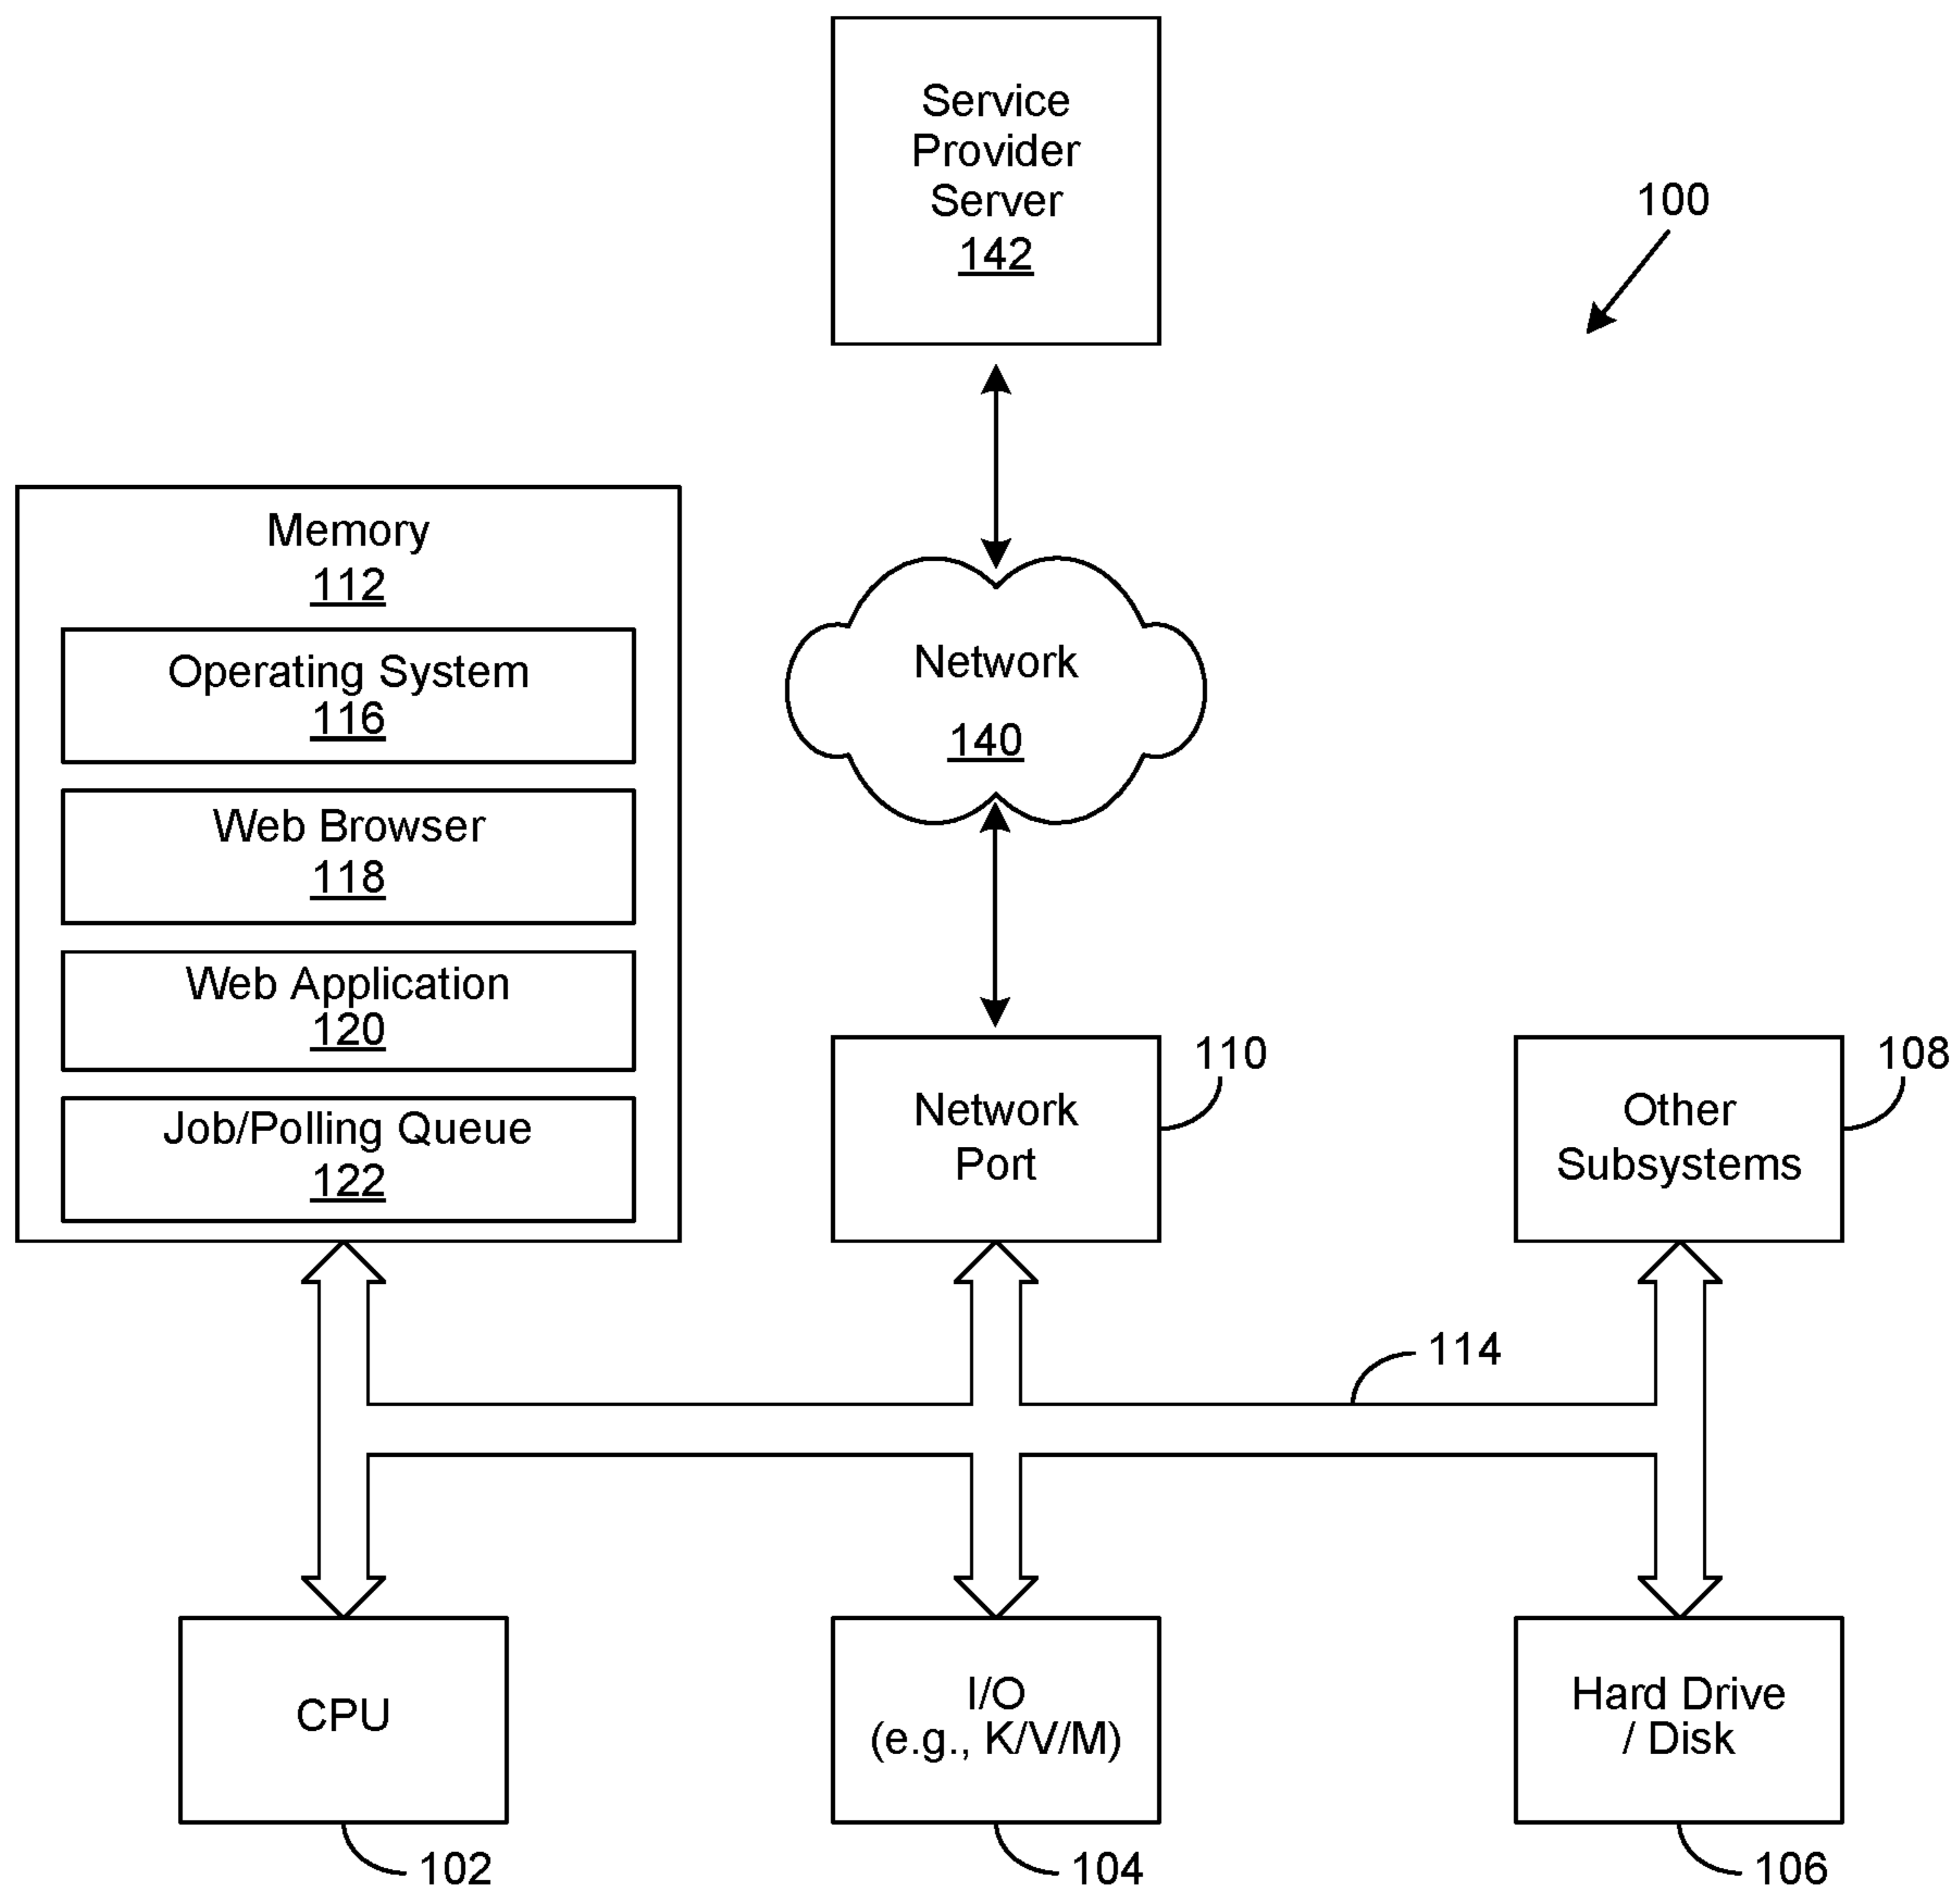 Service
Provider
Server
142
100
Memory
112
Operating System
116
Web Browser
118
Web Application
120
Job/Polling Queue
122
Network
140
Network
Port
110
Other
Subsystems
108
114
CPU
102
I/O
(e.g., K/V/M)
104
Hard Drive
/ Disk
106